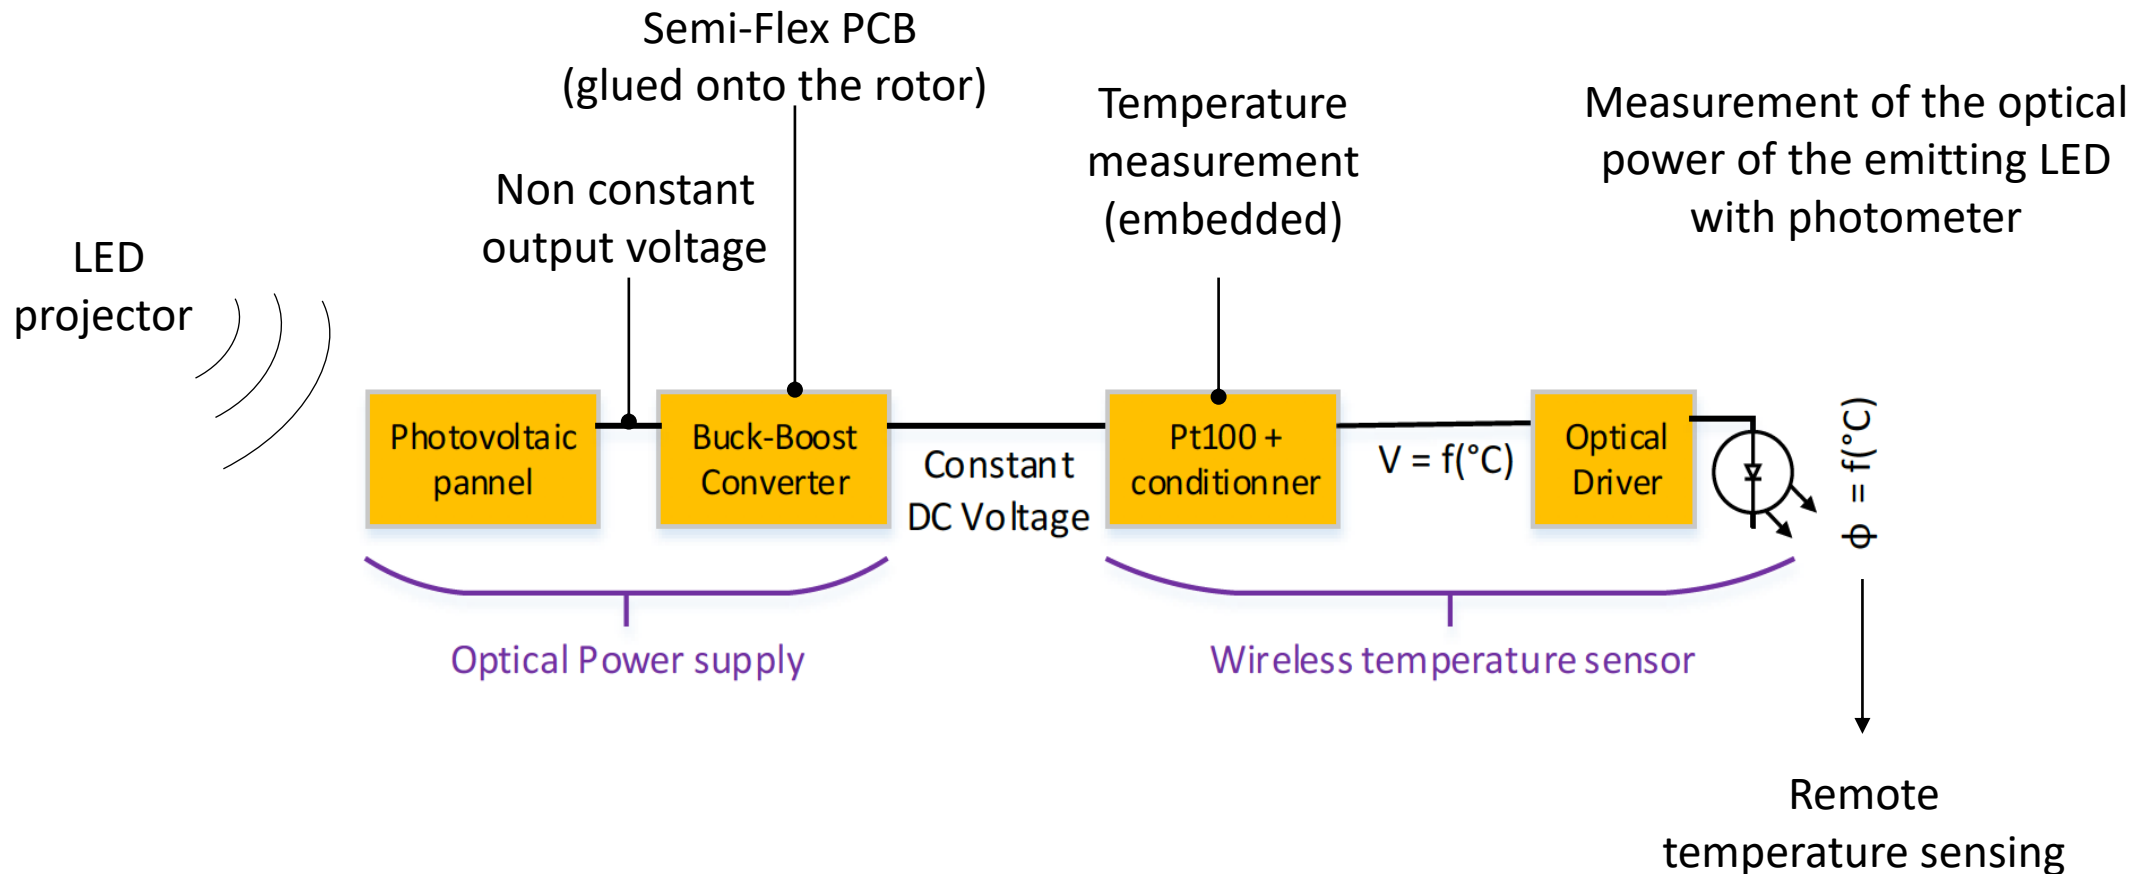 Semi-Flex PCB
(glued onto the rotor)
Temperature
measurement
(embedded)
Measurement of the optical
power of the emitting LED
with photometer
Non constant
output voltage
LED
projector
Photovoltaic
pannel
Buck-Boost
Converter
Constant
DC Voltage
Pt100 +
conditionner
V = f(°C)
Optical
Driver
ϕ = f(°C)
Optical Power supply
Wireless temperature sensor
Remote
temperature sensing